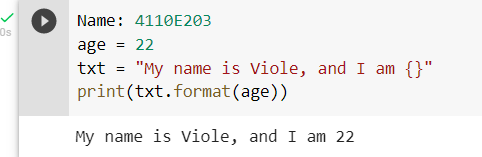 Name: 4110E203
0s
age = 22
txt = "My name is Viole, and I am {}"
print(txt.format(age))
My name is Viole, and I am 22